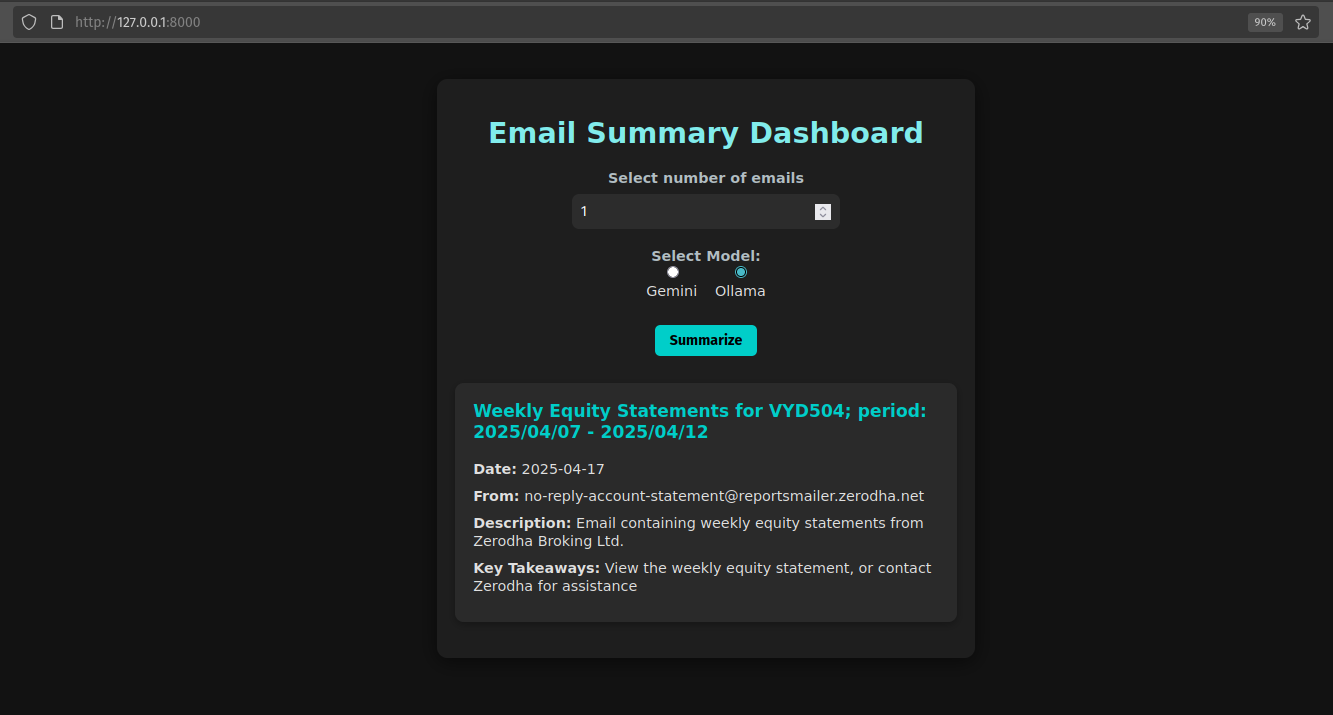 http://127.0.0.1:8000
90%
Email Summary Dashboard
Select number of emails
1
Select Model:
Gemini Ollama
Summarize
Weekly Equity Statements for VYD504; period:
2025/04/07 - 2025/04/12
Date: 2025-04-17
From: no-reply-account-statement@reportsmailer.zerodha.net
Description: Email containing weekly equity statements from
Zerodha Broking Ltd.
Key Takeaways: View the weekly equity statement, or contact
Zerodha for assistance